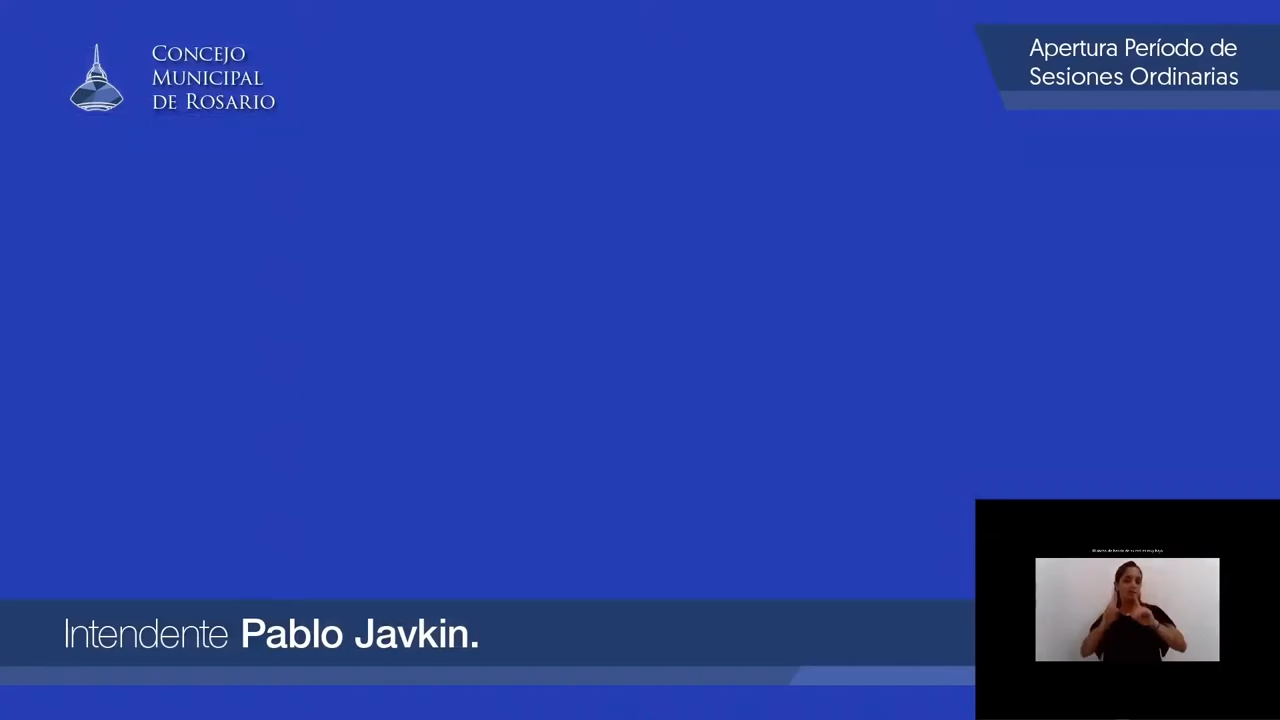 CONCEJO
MUNICIPAL
DE ROSARIO
Apertura Período de
Sesiones Ordinarias
Intendente Pablo Javkin.